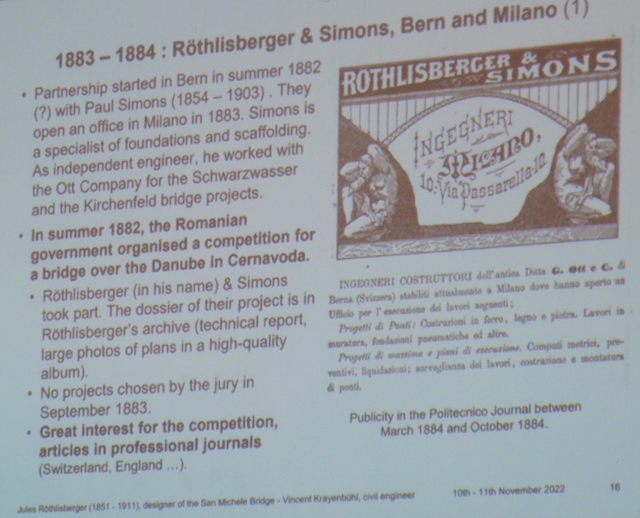 1883 – 1884 : Röthlisberger & Simons, Bern and Milano (1)
• Partnership started in Bern in summer 1882
(?) with Paul Simons (1854 – 1903) . They
open an office in Milano in 1883. Simons is
a specialist of foundations and scaffolding.
As independent engineer, he worked with
the Ott Company for the Schwarzwasser
and the Kirchenfeld bridge projects.
• In summer 1882, the Romanian
government organised a competition for
a bridge over the Danube in Cernavoda.
• Röthlisberger (in his name) & Simons
took part. The dossier of their project is in
Röthlisberger's archive (technical report,
large photos of plans in a high-quality
album).
• No projects chosen by the jury in
September 1883.
• Great interest for the competition,
articles in professional journals
(Switzerland, England …).
ROTHLISBERGER &
SIMONS
INGEGNERI
MILANO,
10.-Via Passarella-10.
INGEGNERI COSTRUTTORI dell'antica Ditta G. Ott e C. di
Berna (Svizzera) stabiliti attualmente a Milano dove hanno aperto un
Ufficio per l'esecuzione dei lavori seguenti;
Progetti di Ponti: Costruzioni in ferro, legno e pietra. Lavori in
muratura, fondazioni pneumatiche ed altre.
Progetti di massima e piani di esecuzione. Computi metrici, pre-
ventivi, liquidazioni; sorveglianza dei lavori, costruzione e montatura
di ponti.
Publicity in the Politecnico Journal between
March 1884 and October 1884.
Jules Röthlisberger (1851 - 1911), designer of the San Michele Bridge - Vincent Krayenbühl, civil engineer
10th - 11th November 2022
16